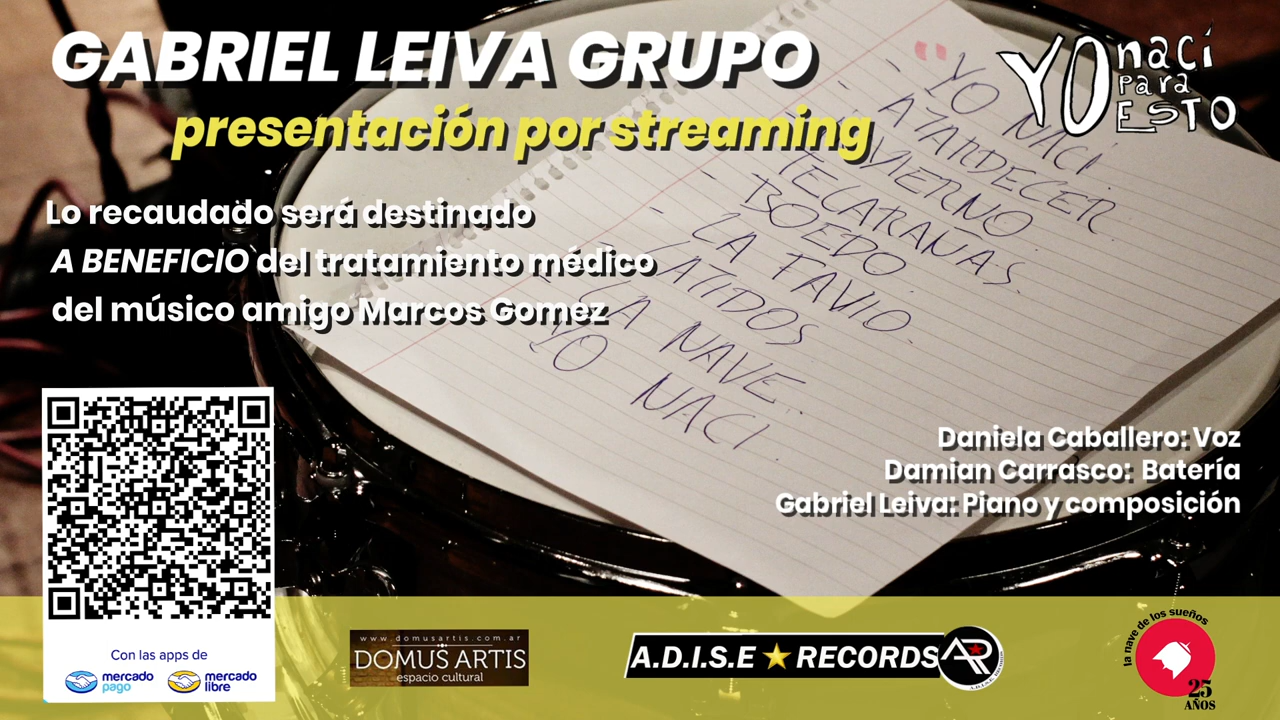 GABRIEL LEIVA GRUPO
presentación por streaming
YO nací
para
ESTO
Lo recaudado será destinado
A BENEFICIO del tratamiento médico
del músico amigo Marcos Gomez
" YO NACI.
- ATARDECER.
INVIERNO
TECARANAS.
- BOEDO.
- LA FAVIO.
LATIDOS
LA NAVE.
YO NACI
Daniela Caballero: Voz
Damian Carrasco: Batería
Gabriel Leiva: Piano y composición
Con las apps de
mercado pago
mercado libre
www.domusartis.com.ar
DOMUS ARTIS
espacio cultural
A.D.I.S.E RECORDS
AR
la nave de los sueños
25
AÑOS